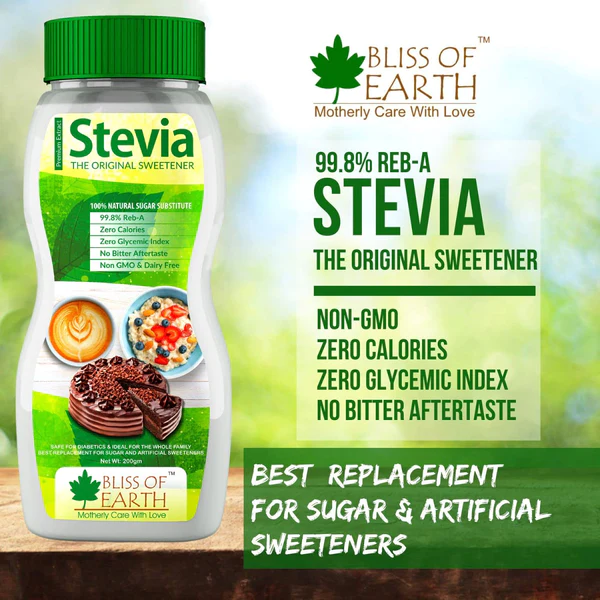 Premium Extract
Stevia
THE ORIGINAL SWEETENER
100% NATURAL SUGAR SUBSTITUTE
99.8% Reb-A
Zero Calories
Zero Glycemic Index
No Bitter Aftertaste
Non GMO & Dairy Free
SAFE FOR DIABETICS & IDEAL FOR THE WHOLE FAMILY
BEST REPLACEMENT FOR SUGAR AND ARTIFICIAL SWEETENERS
Net Wt: 200gm
BLISS OF TM
EARTH
Motherly Care With Love
BLISS OF TM
EARTH
Motherly Care With Love
99.8% REB-A
STEVIA
THE ORIGINAL SWEETENER
NON-GMO
ZERO CALORIES
ZERO GLYCEMIC INDEX
NO BITTER AFTERTASTE
BEST REPLACEMENT
FOR SUGAR & ARTIFICIAL
SWEETENERS